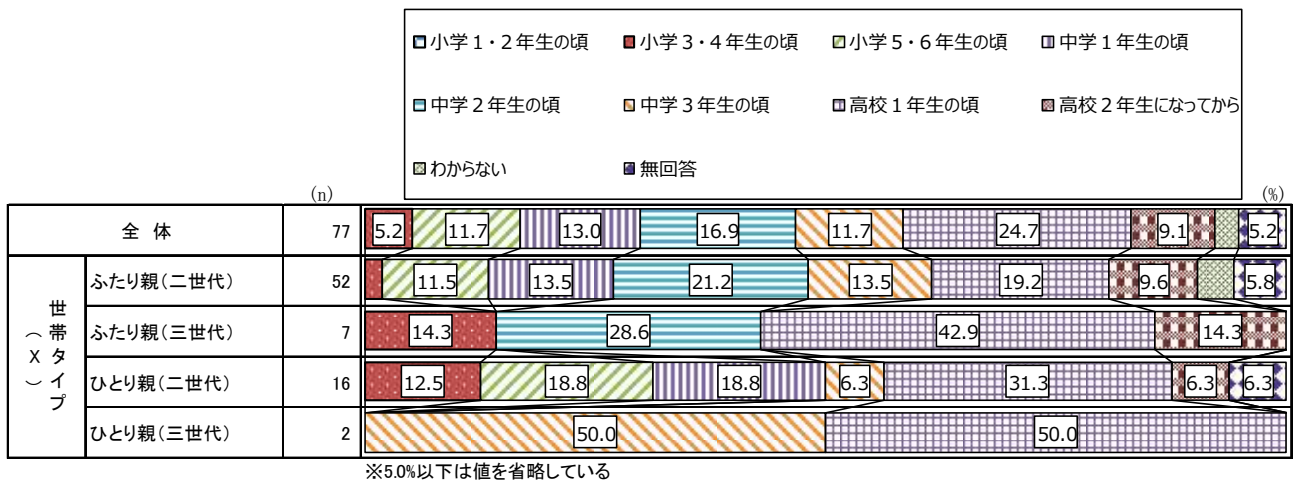 小学1・2年生の頃 小学3・4年生の頃 小学5・6年生の頃 中学1年生の頃
中学2年生の頃 中学3年生の頃 高校1年生の頃 高校2年生になってから
わからない 無回答
(n) (%)
全 体 77 5.2 11.7 13.0 16.9 11.7 24.7 9.1 5.2
世帯タイプ(X)
ふたり親(二世代) 52 11.5 13.5 21.2 13.5 19.2 9.6 5.8
ふたり親(三世代) 7 14.3 28.6 42.9 14.3
ひとり親(二世代) 16 12.5 18.8 18.8 6.3 31.3 6.3 6.3
ひとり親(三世代) 2 50.0 50.0
※5.0%以下は値を省略している